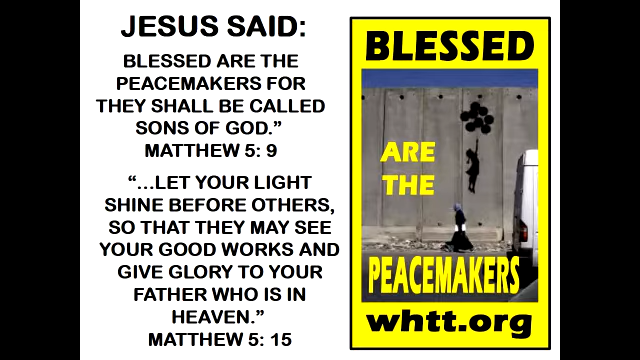 JESUS SAID:
BLESSED ARE THE
PEACEMAKERS FOR
THEY SHALL BE CALLED
SONS OF GOD.”
MATTHEW 5: 9
“...LET YOUR LIGHT
SHINE BEFORE OTHERS,
SO THAT THEY MAY SEE
YOUR GOOD WORKS AND
GIVE GLORY TO YOUR
FATHER WHO IS IN
HEAVEN.”
MATTHEW 5: 15
BLESSED
ARE
THE
PEACEMAKERS
whtt.org